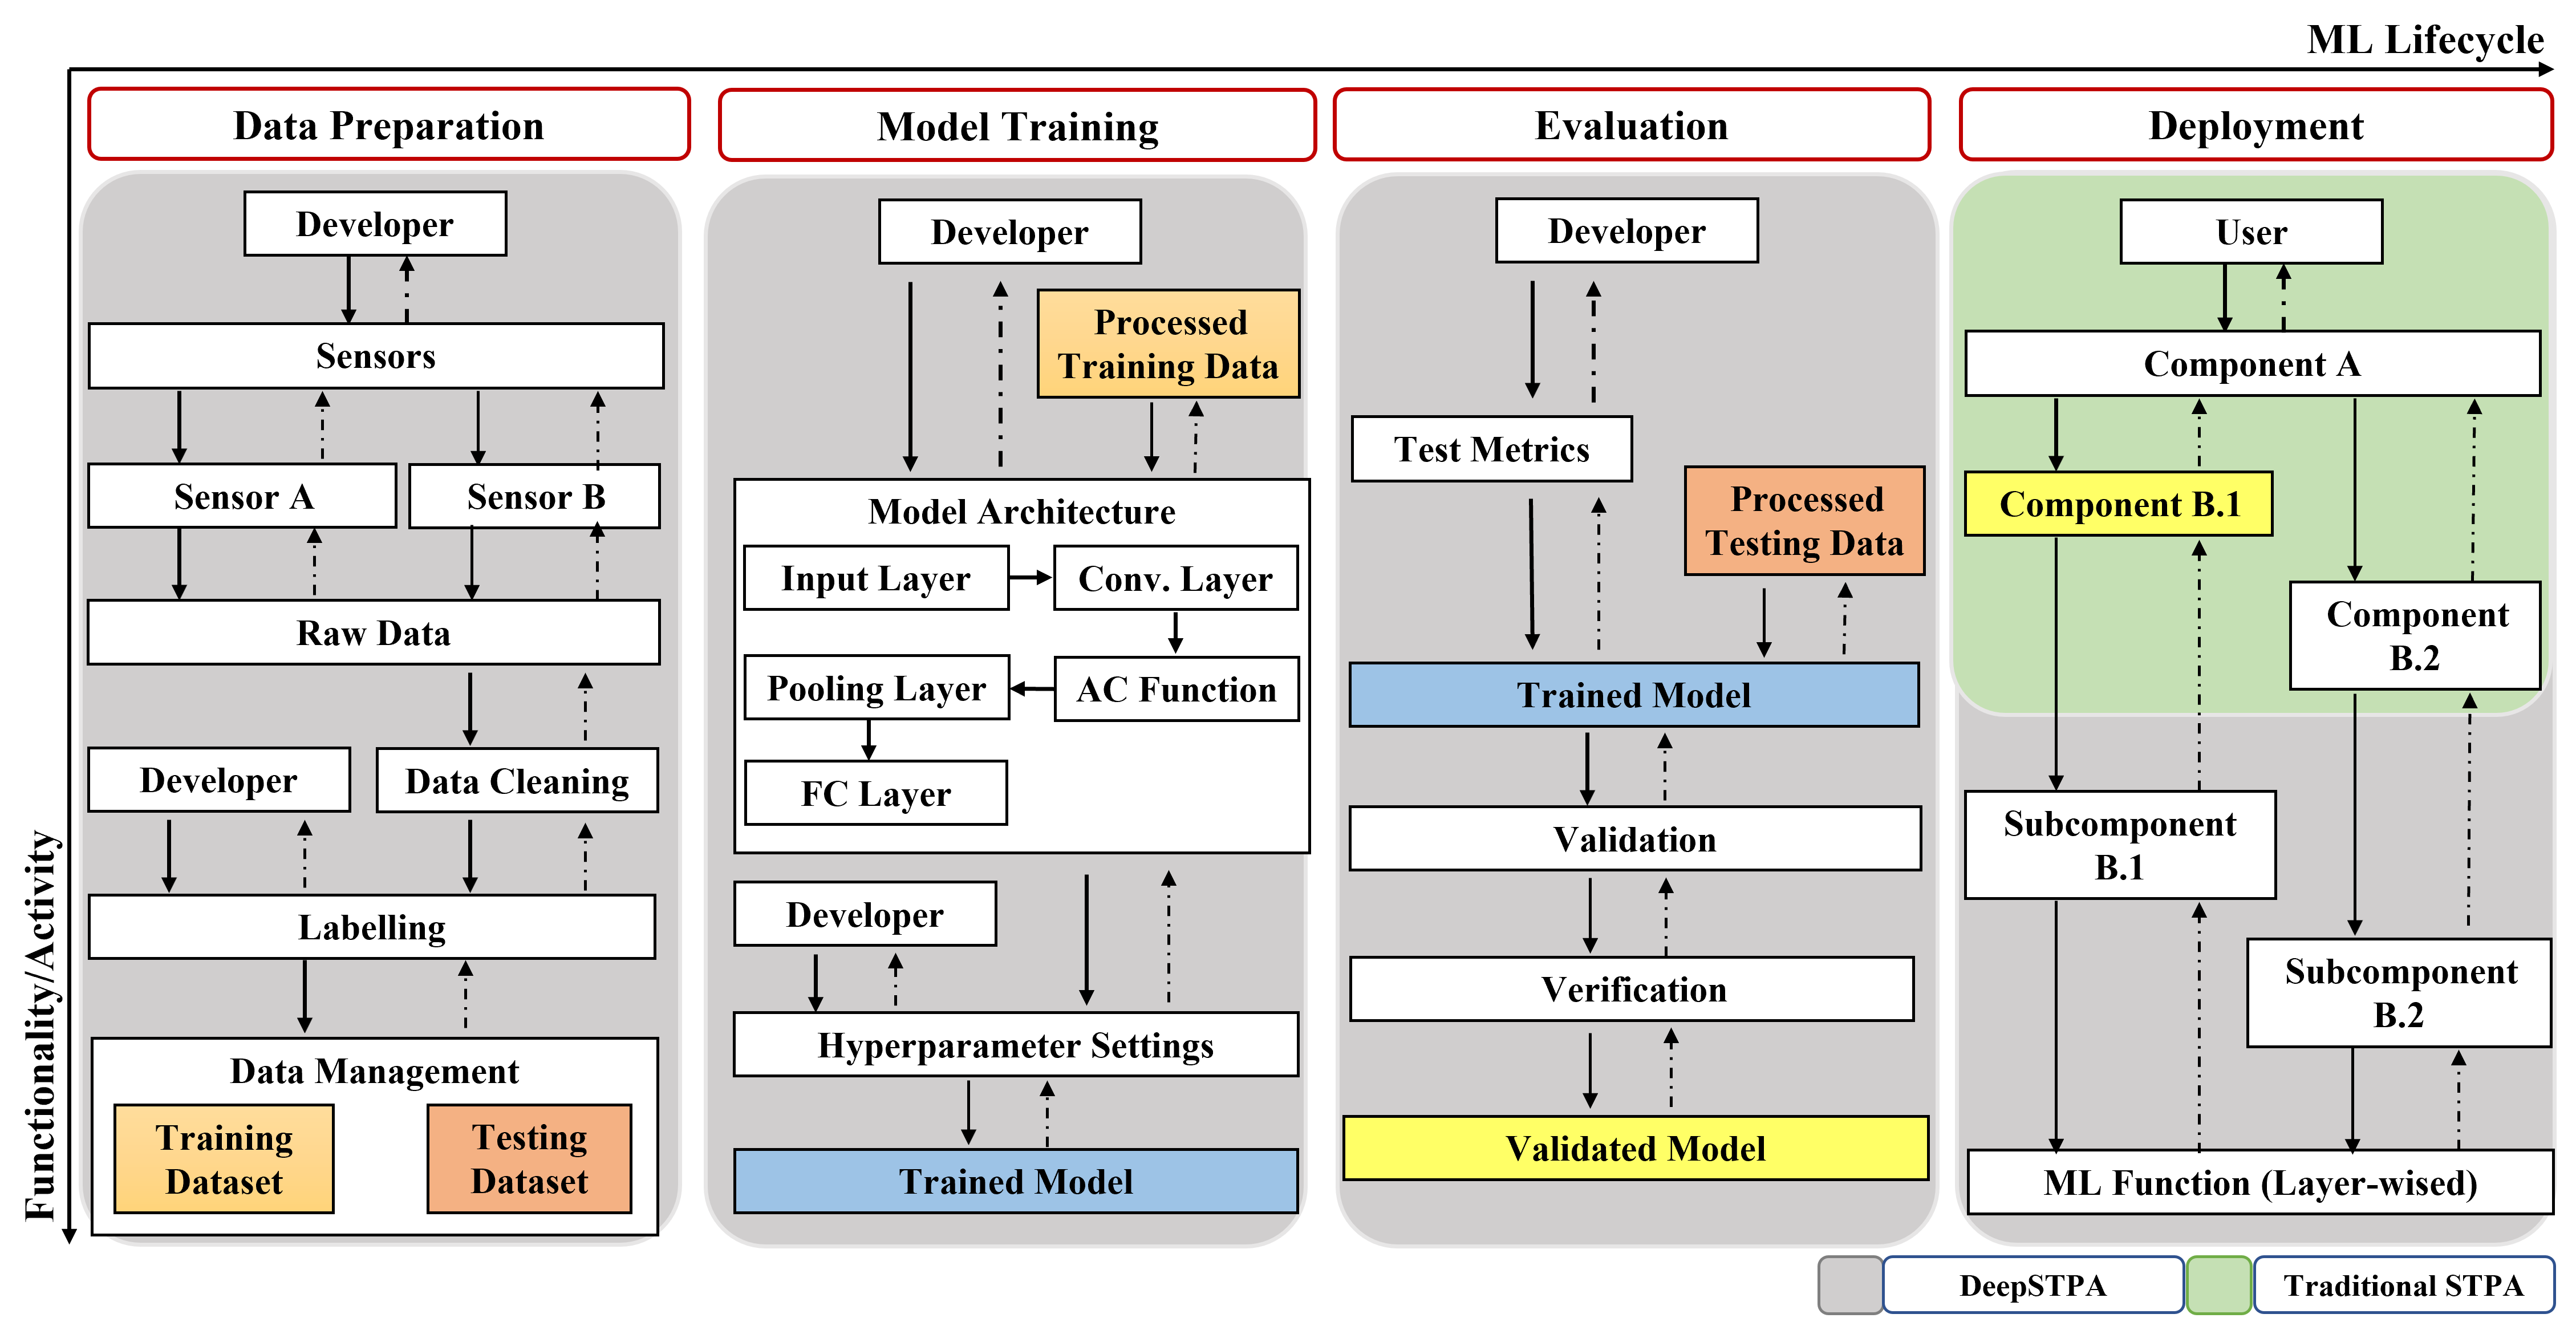 ML Lifecycle
Functionality/Activity
Data Preparation
Developer
Sensors
Sensor A
Sensor B
Raw Data
Developer
Data Cleaning
Labelling
Data Management
Training
Dataset
Testing
Dataset
Model Training
Developer
Processed
Training Data
Model Architecture
Input Layer
Conv. Layer
Pooling Layer
AC Function
FC Layer
Developer
Hyperparameter Settings
Trained Model
Evaluation
Developer
Test Metrics
Processed
Testing Data
Trained Model
Validation
Verification
Validated Model
Deployment
User
Component A
Component B.1
Component
B.2
Subcomponent
B.1
Subcomponent
B.2
ML Function (Layer-wised)
DeepSTPA
Traditional STPA